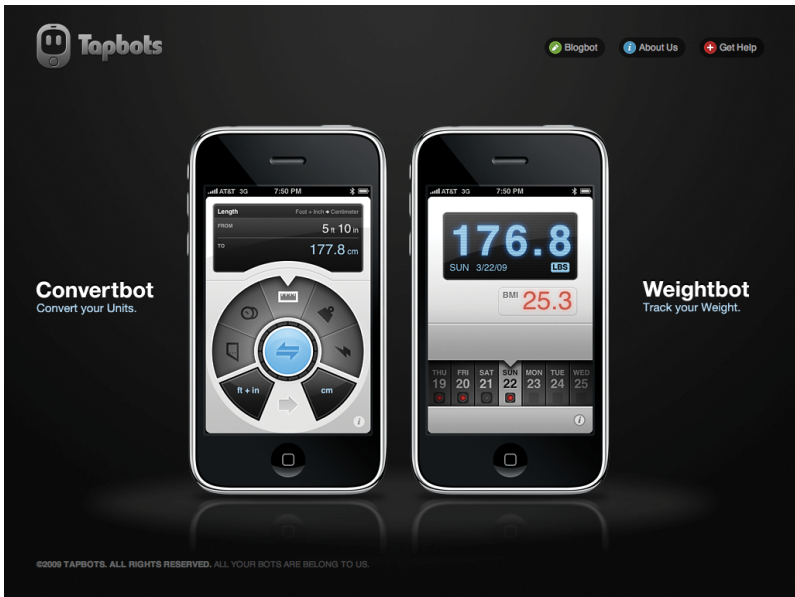 Tapbots
Blogbot
About Us
Get Help
AT&T 3G 7:50 PM
Length Foot + Inch ➜ Centimeter
FROM 5 ft 10 in
TO 177.8 cm
ft + in
cm
AT&T 3G 7:50 PM
176.8
SUN 3/22/09 LBS
BMI 25.3
THU FRI SAT SUN MON TUE WED
19 20 21 22 23 24 25
Convertbot
Convert your Units.
Weightbot
Track your Weight.
©2009 TAPBOTS. ALL RIGHTS RESERVED. ALL YOUR BOTS ARE BELONG TO US.